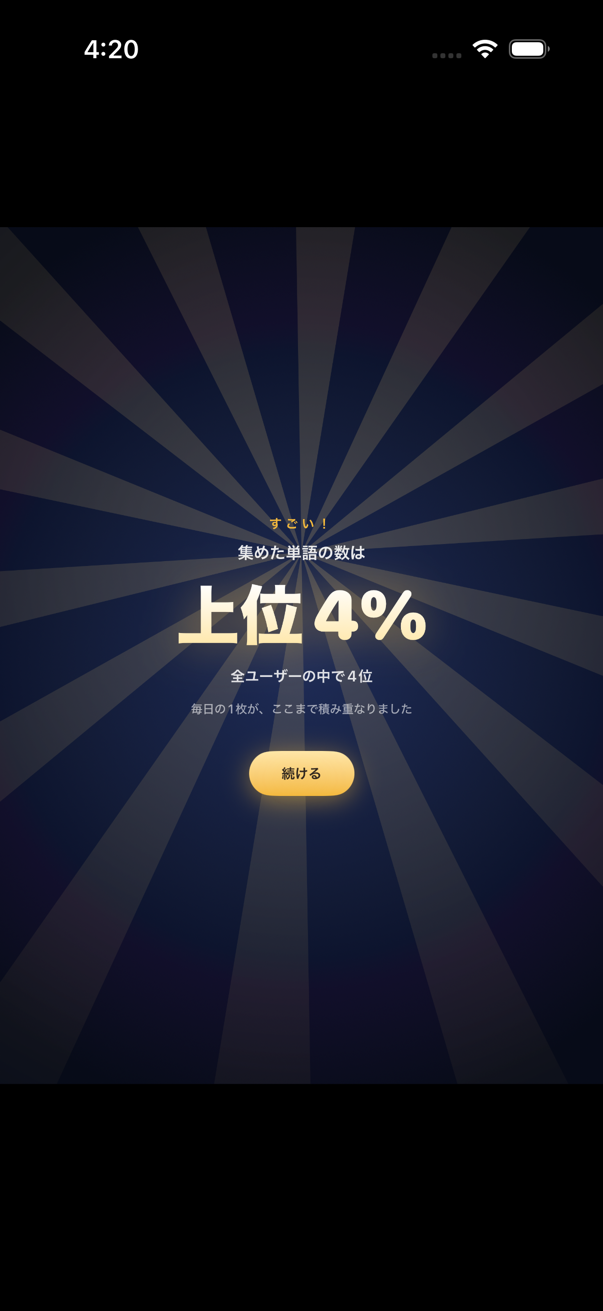 4:20
すごい！
集めた単語の数は
上位 4%
全ユーザーの中で4位
毎日の1枚が、ここまで積み重なりました
続ける